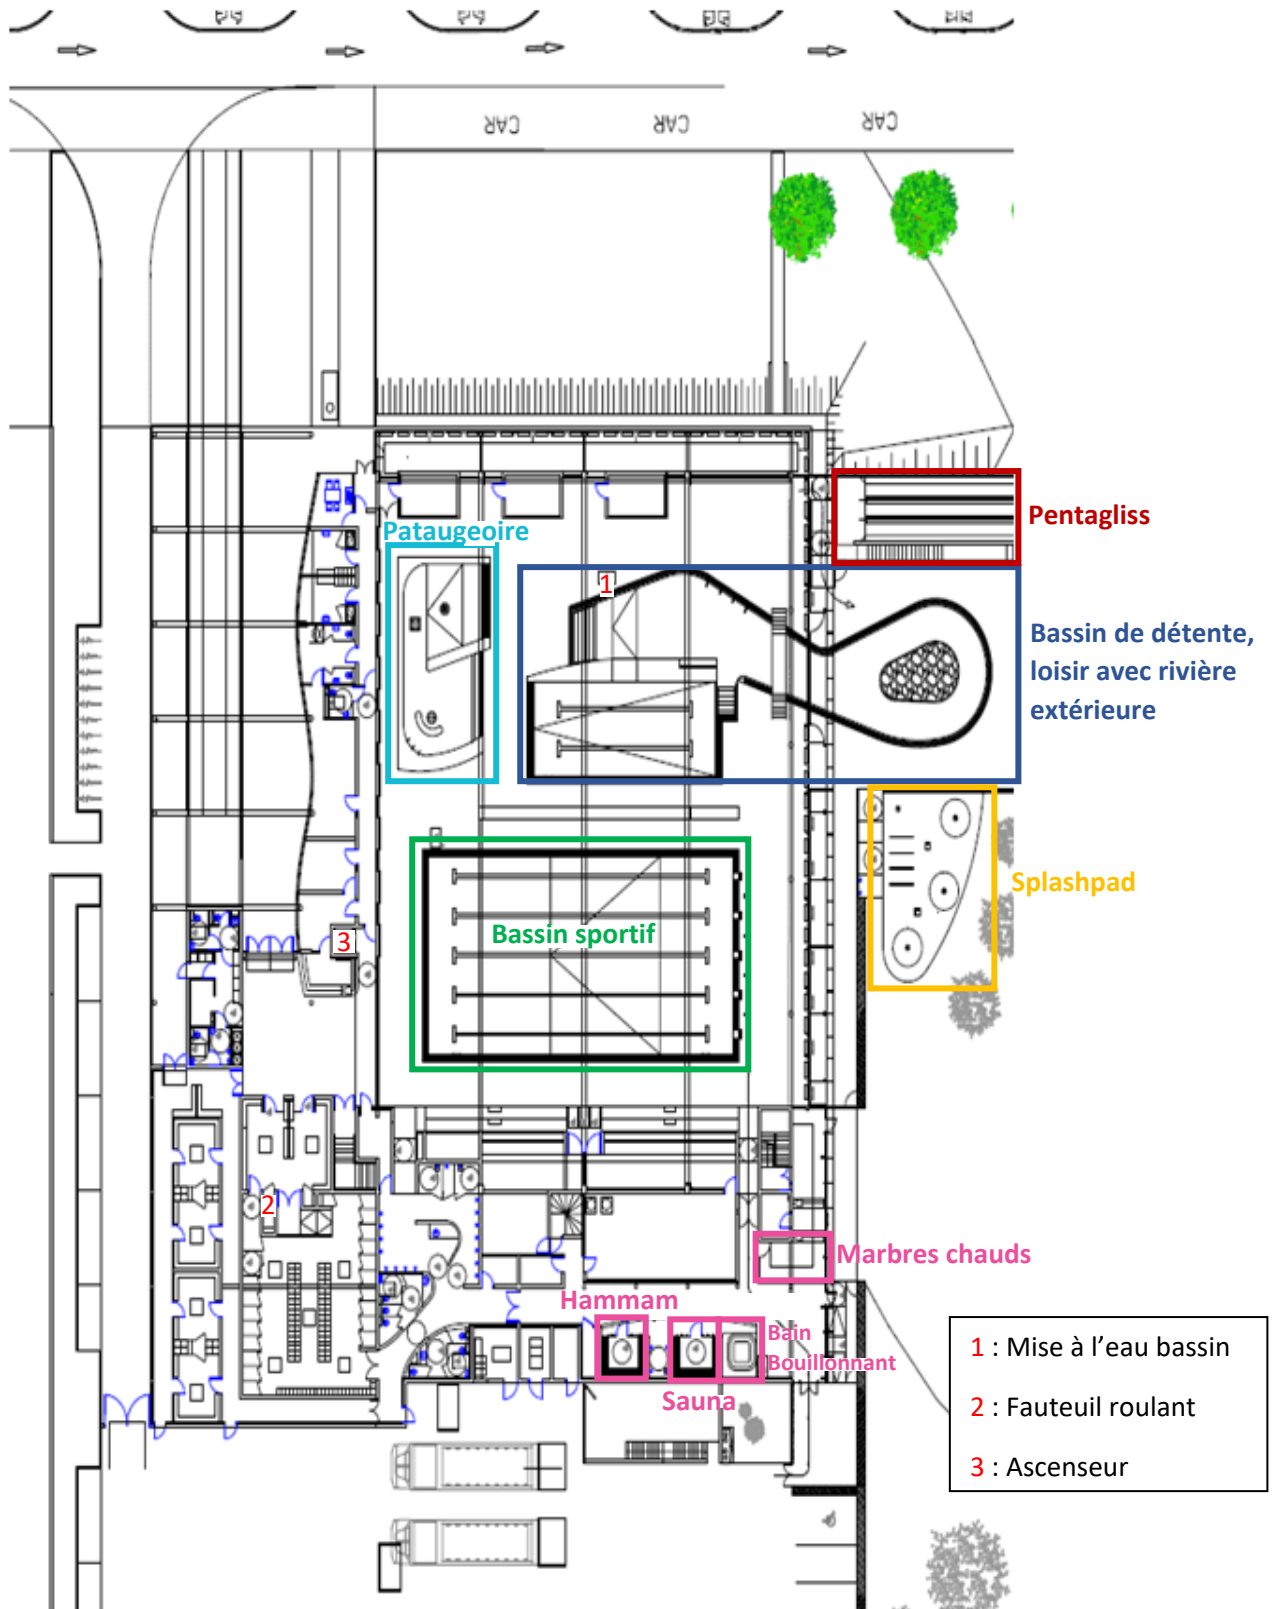 CAR
CAR
CAR
Pentagliss
Pataugeoire
1
Bassin de détente,
loisir avec rivière
extérieure
Splashpad
Bassin sportif
3
2
Marbres chauds
Hammam
Bain
Bouillonnant
Sauna
1 : Mise à l’eau bassin
2 : Fauteuil roulant
3 : Ascenseur